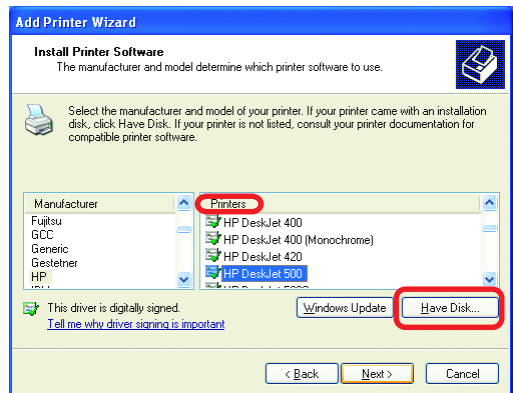 Add Printer Wizard
Install Printer Software
The manufacturer and model determine which printer software to use.
Select the manufacturer and model of your printer. If your printer came with an installation
disk, click Have Disk. If your printer is not listed, consult your printer documentation for
compatible printer software.
Manufacturer
Fujitsu
GCC
Generic
Gestetner
HP
Printers
HP DeskJet 400
HP DeskJet 400 (Monochrome)
HP DeskJet 420
HP DeskJet 500
This driver is digitally signed.
Tell me why driver signing is important
Windows Update
Have Disk...
< Back
Next >
Cancel